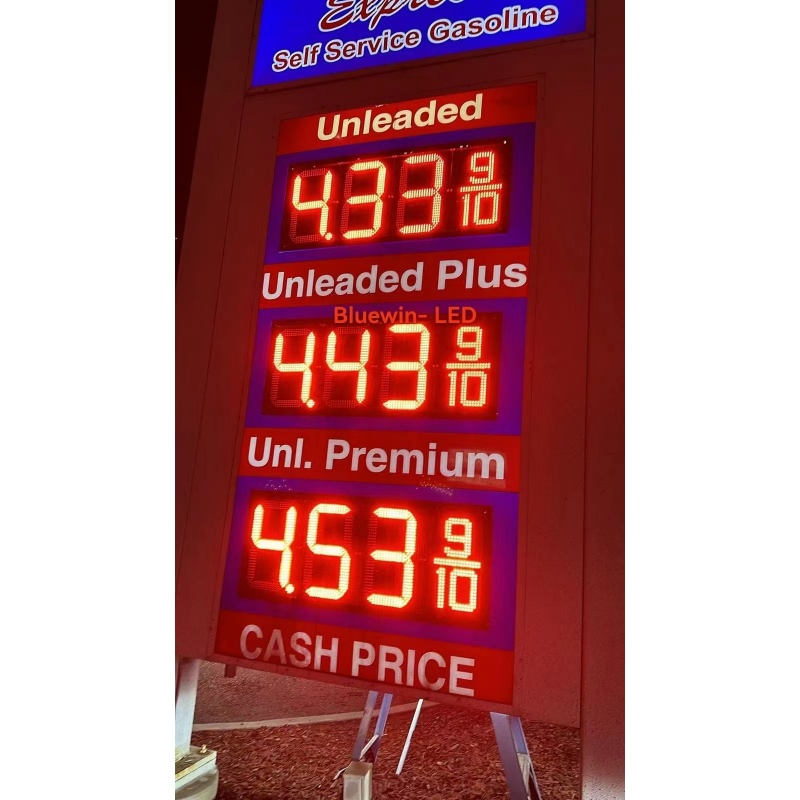 Self Service Gasoline
Unleaded
4.33 9/10
Unleaded Plus
Bluewin- LED
4.43 9/10
Unl. Premium
4.53 9/10
CASH PRICE